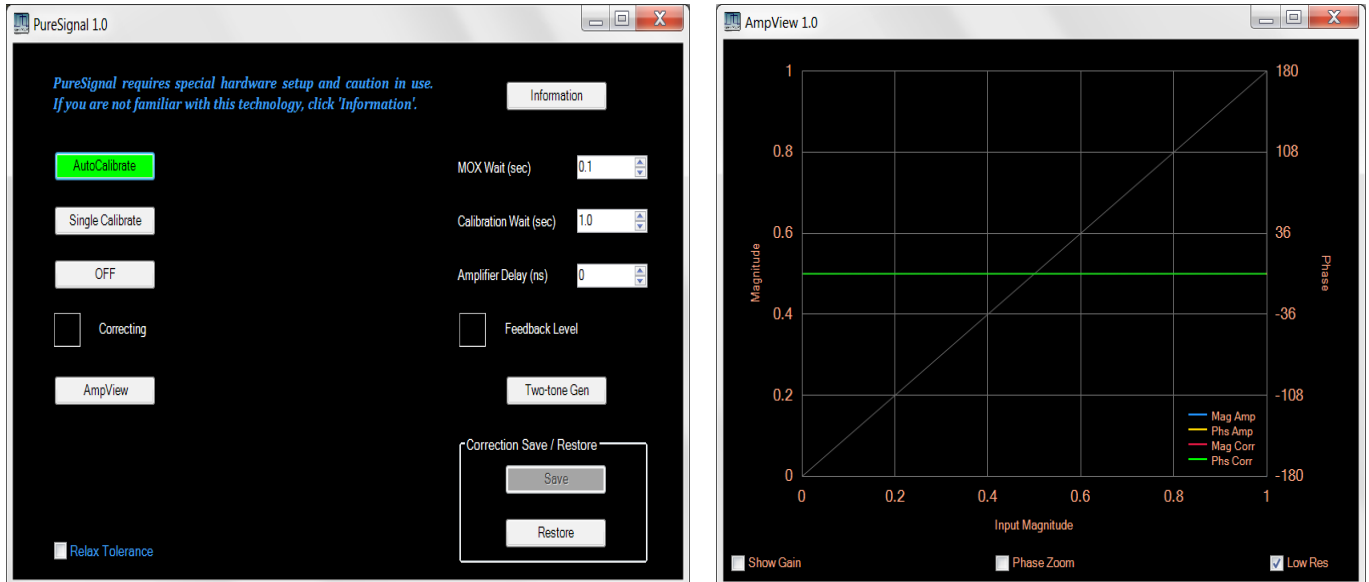 PureSignal 1.0
PureSignal requires special hardware setup and caution in use.
If you are not familiar with this technology, click 'Information'.
Information
AutoCalibrate
MOX Wait (sec)
0.1
Single Calibrate
Calibration Wait (sec)
1.0
OFF
Amplifier Delay (ns)
0
Correcting
Feedback Level
AmpView
Two-tone Gen
Correction Save / Restore
Save
Restore
Relax Tolerance
AmpView 1.0
1
180
0.8
108
0.6
36
Magnitude
Phase
0.4
-36
0.2
-108
Mag Amp
Phs Amp
Mag Corr
Phs Corr
0
-180
0 0.2 0.4 0.6 0.8 1
Input Magnitude
Show Gain
Phase Zoom
Low Res